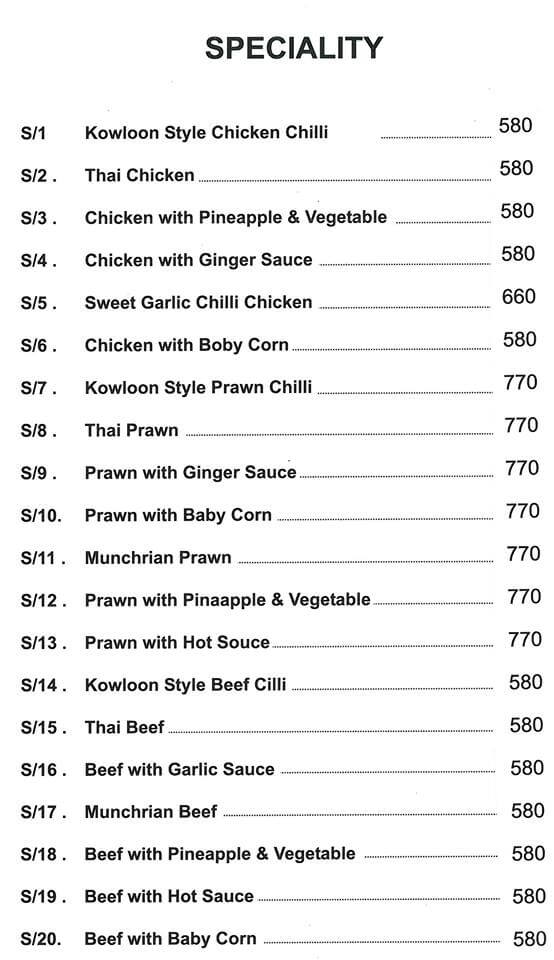 SPECIALITY
S/1 Kowloon Style Chicken Chilli 580
S/2 . Thai Chicken 580
S/3 . Chicken with Pineapple & Vegetable 580
S/4 . Chicken with Ginger Sauce 580
S/5 . Sweet Garlic Chilli Chicken 660
S/6 . Chicken with Boby Corn 580
S/7 . Kowloon Style Prawn Chilli 770
S/8 . Thai Prawn 770
S/9 . Prawn with Ginger Sauce 770
S/10. Prawn with Baby Corn 770
S/11 . Munchrian Prawn 770
S/12 . Prawn with Pinaapple & Vegetable 770
S/13 . Prawn with Hot Souce 770
S/14 . Kowloon Style Beef Cilli 580
S/15 . Thai Beef 580
S/16 . Beef with Garlic Sauce 580
S/17 . Munchrian Beef 580
S/18 . Beef with Pineapple & Vegetable 580
S/19 . Beef with Hot Sauce 580
S/20. Beef with Baby Corn 580